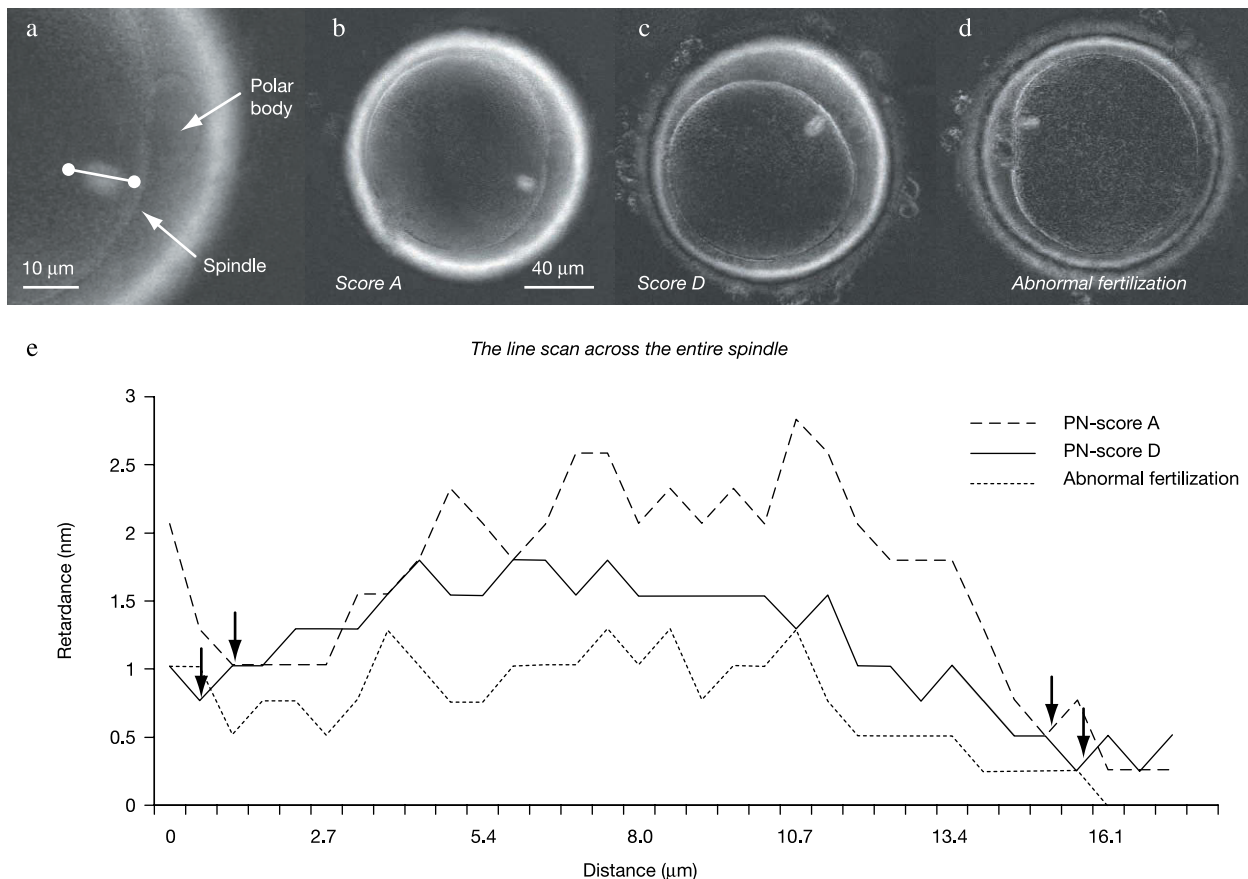 a
b
c
d
Polar
body
Spindle
10 μm
Score A
40 μm
Score D
Abnormal fertilization
e
The line scan across the entire spindle
3
2.5
2
1.5
1
0.5
0
Retardance (nm)
PN-score A
PN-score D
Abnormal fertilization
0 2.7 5.4 8.0 10.7 13.4 16.1
Distance (μm)